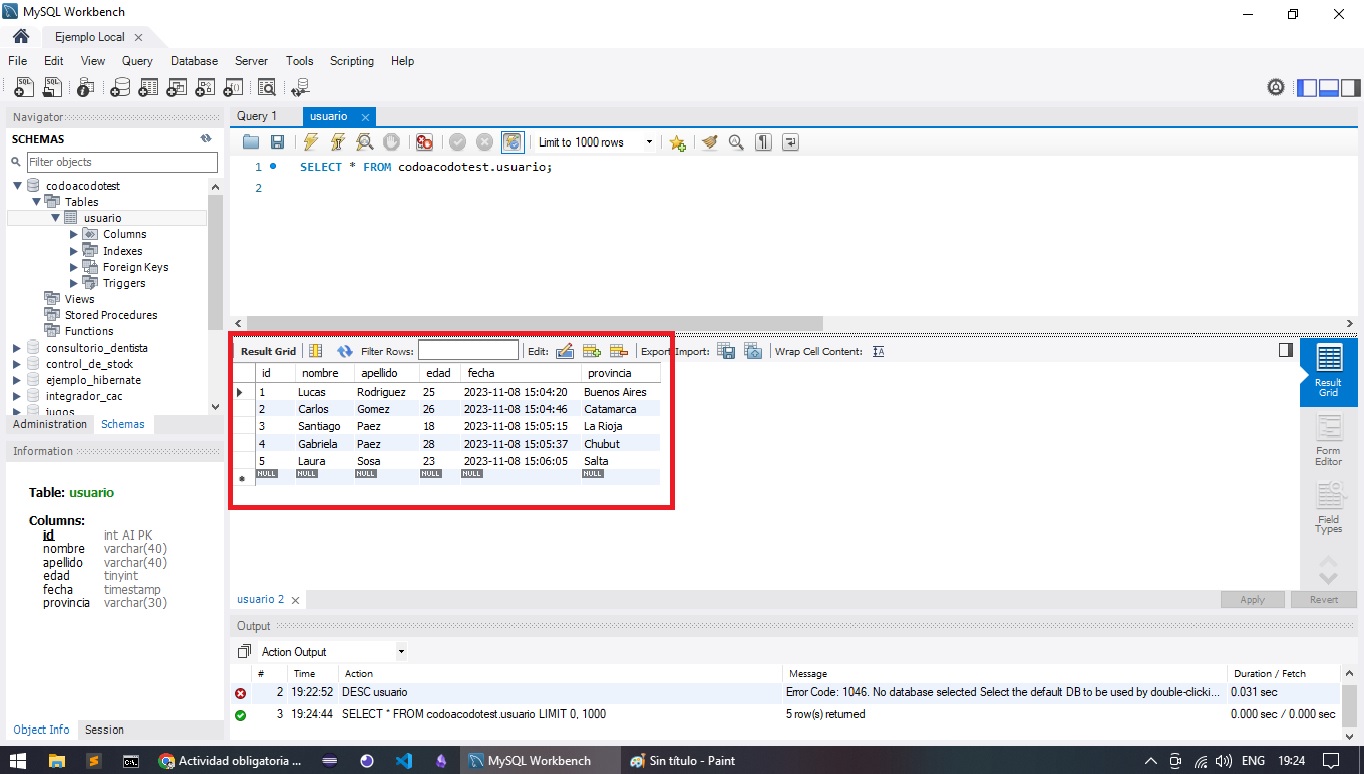 MySQL Workbench
Ejemplo Local
File Edit View Query Database Server Tools Scripting Help
Navigator
SCHEMAS
Filter objects
codoacodotest
Tables
usuario
Columns
Indexes
Foreign Keys
Triggers
Views
Stored Procedures
Functions
consultorio_dentista
control_de_stock
ejemplo_hibernate
integrador_cac
jugos
Administration Schemas
Information
Table: usuario
Columns:
id int AI PK
nombre varchar(40)
apellido varchar(40)
edad tinyint
fecha timestamp
provincia varchar(30)
Object Info Session
Query 1 usuario
Limit to 1000 rows
1 SELECT * FROM codoacodotest.usuario;
2
Result Grid Filter Rows: Edit: Export/Import: Wrap Cell Content:
id nombre apellido edad fecha provincia
1 Lucas Rodriguez 25 2023-11-08 15:04:20 Buenos Aires
2 Carlos Gomez 26 2023-11-08 15:04:46 Catamarca
3 Santiago Paez 18 2023-11-08 15:05:15 La Rioja
4 Gabriela Paez 28 2023-11-08 15:05:37 Chubut
5 Laura Sosa 23 2023-11-08 15:06:05 Salta
NULL NULL NULL NULL NULL NULL
Result
Grid
Form
Editor
Field
Types
usuario 2
Apply Revert
Output
Action Output
# Time Action Message Duration / Fetch
2 19:22:52 DESC usuario Error Code: 1046. No database selected Select the default DB to be used by double-clicki... 0.031 sec
3 19:24:44 SELECT * FROM codoacodotest.usuario LIMIT 0, 1000 5 row(s) returned 0.000 sec / 0.000 sec
Actividad obligatoria ... MySQL Workbench Sin título - Paint ENG 19:24